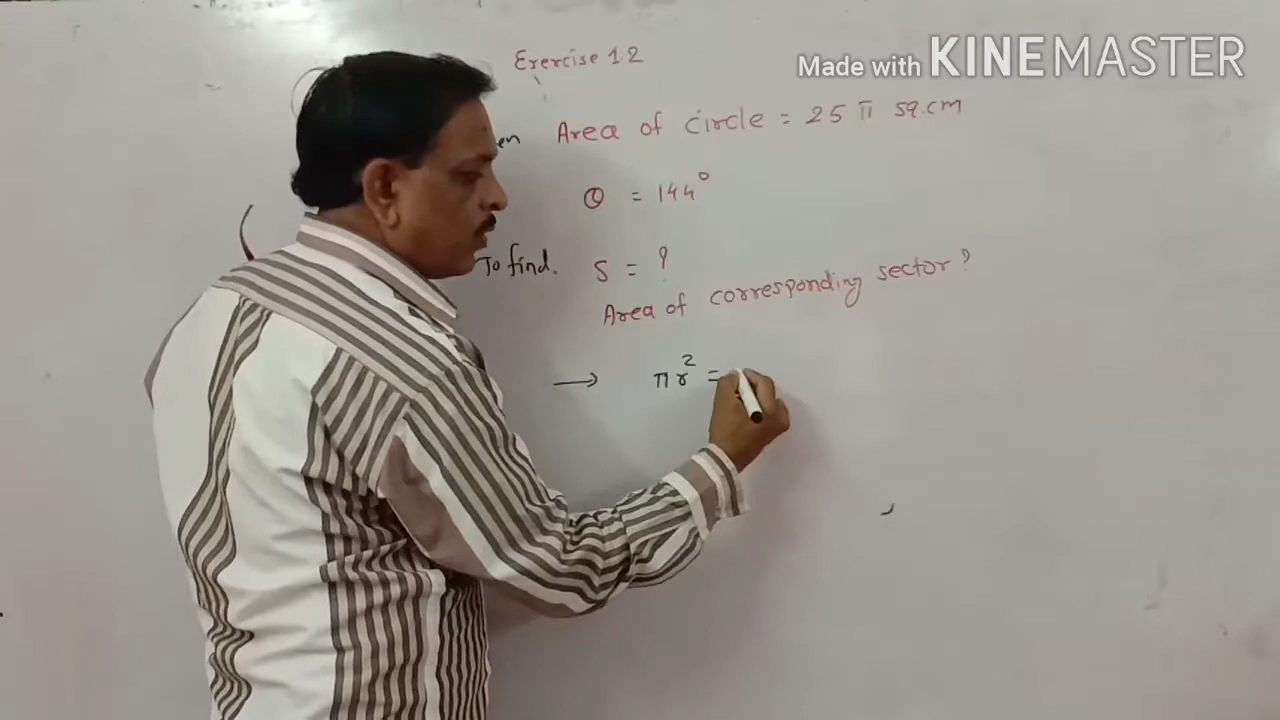 Exercise 1.2
Made with KINEMASTER
en Area of circle = 25 π sq.cm
θ = 144°
To find. S = ?
Area of corresponding sector?
→ πr² =